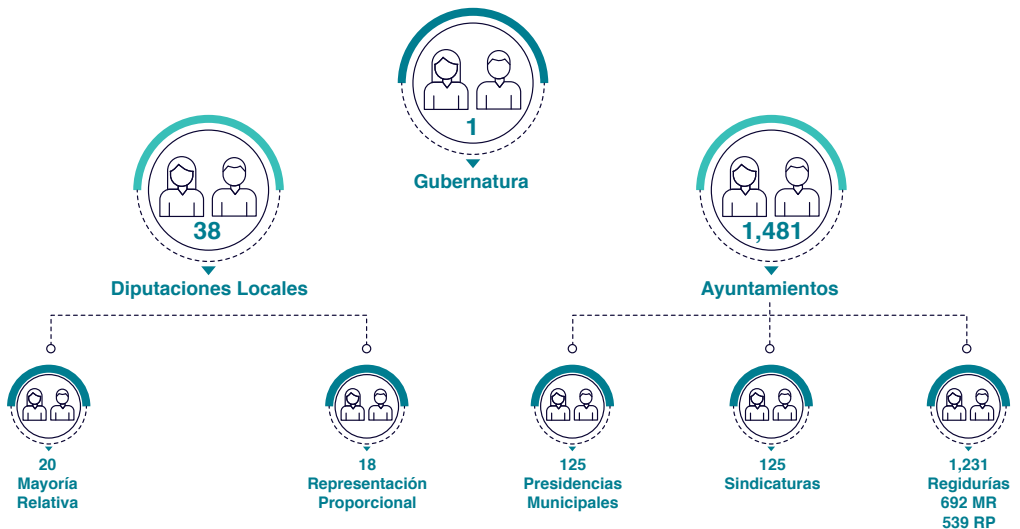 1
Gubernatura
38
Diputaciones Locales
1,481
Ayuntamientos
20
Mayoría
Relativa
18
Representación
Proporcional
125
Presidencias
Municipales
125
Sindicaturas
1,231
Regidurías
692 MR
539 RP